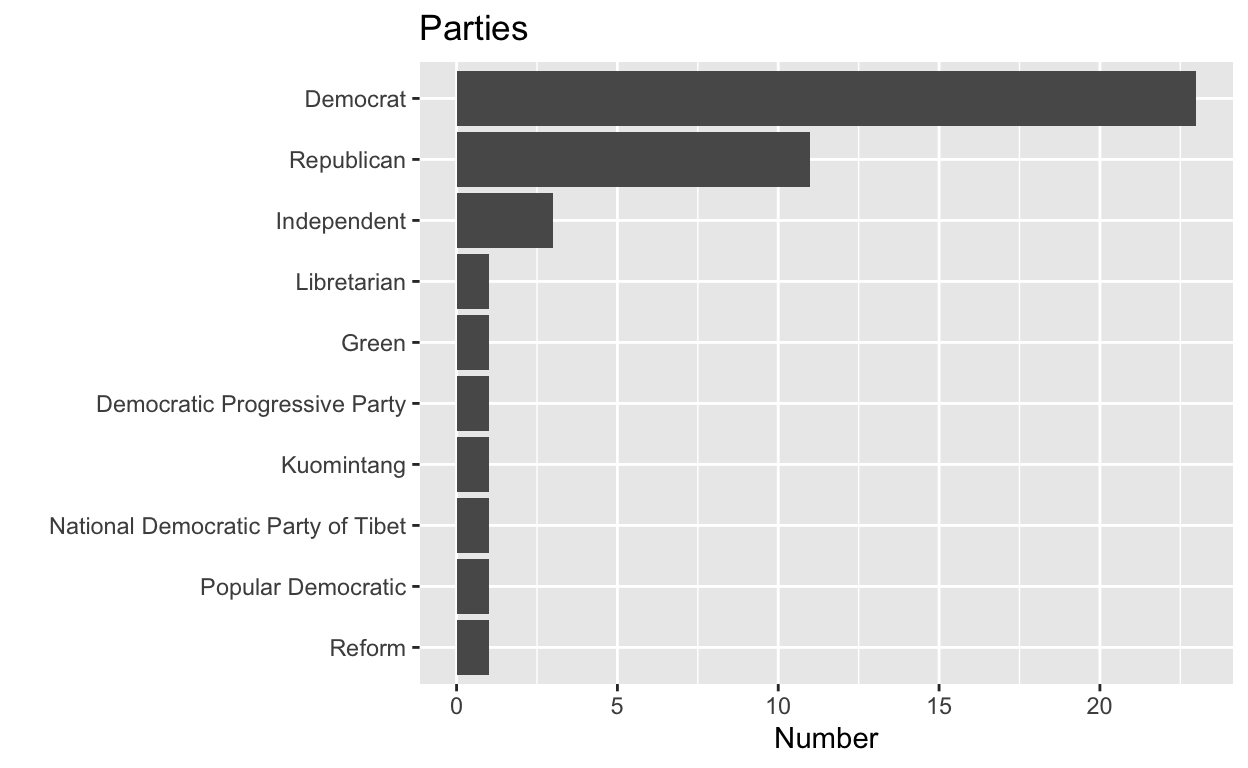 Parties
Democrat
Republican
Independent
Libretarian
Green
Democratic Progressive Party
Kuomintang
National Democratic Party of Tibet
Popular Democratic
Reform
0 5 10 15 20
Number